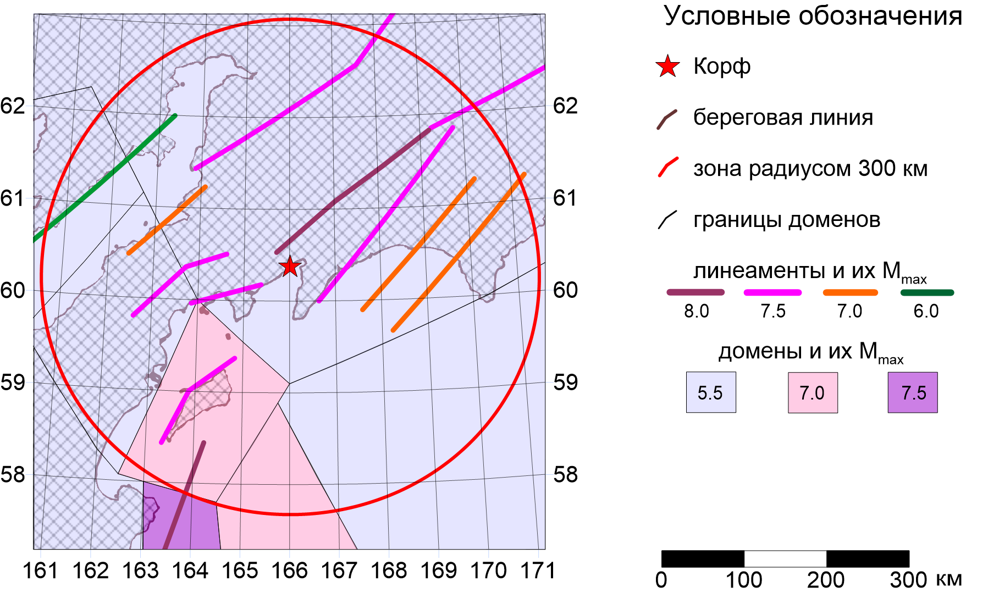 Условные обозначения
Корф
береговая линия
зона радиусом 300 км
границы доменов
линеаменты и их Mmax
8.0 7.5 7.0 6.0
домены и их Mmax
5.5 7.0 7.5
0 100 200 300 км
62 62
61 61
60 60
59 59
58 58
161 162 163 164 165 166 167 168 169 170 171